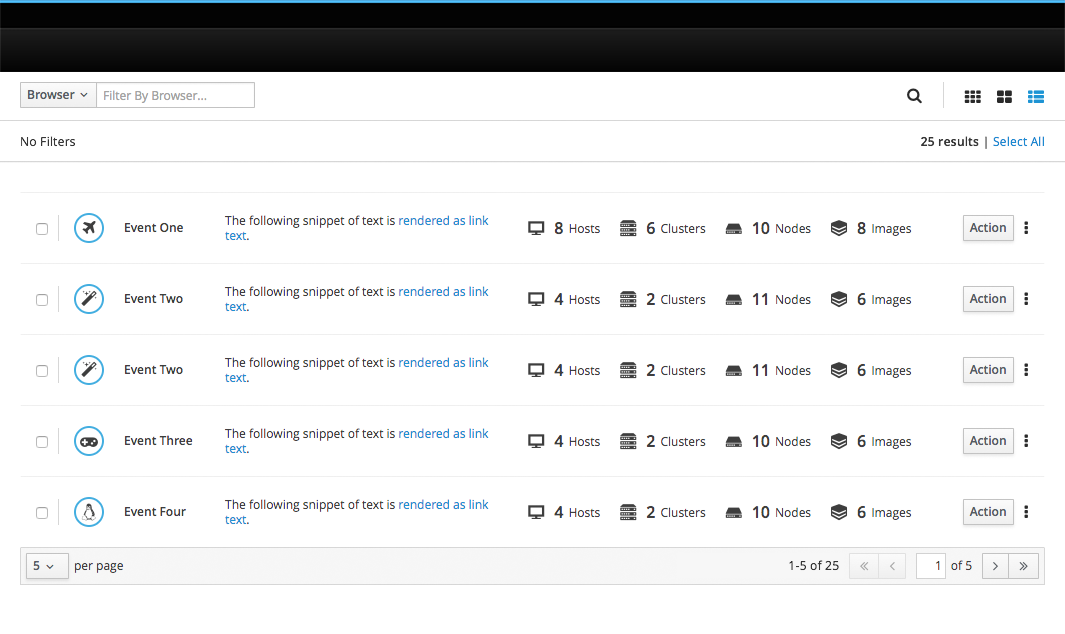 Browser Filter By Browser...
No Filters 25 results | Select All
Event One The following snippet of text is rendered as link 8 Hosts 6 Clusters 10 Nodes 8 Images Action
text.
Event Two The following snippet of text is rendered as link 4 Hosts 2 Clusters 11 Nodes 6 Images Action
text.
Event Two The following snippet of text is rendered as link 4 Hosts 2 Clusters 11 Nodes 6 Images Action
text.
Event Three The following snippet of text is rendered as link 4 Hosts 2 Clusters 10 Nodes 6 Images Action
text.
Event Four The following snippet of text is rendered as link 4 Hosts 2 Clusters 10 Nodes 6 Images Action
text.
5 per page 1-5 of 25 « < 1 of 5 > »